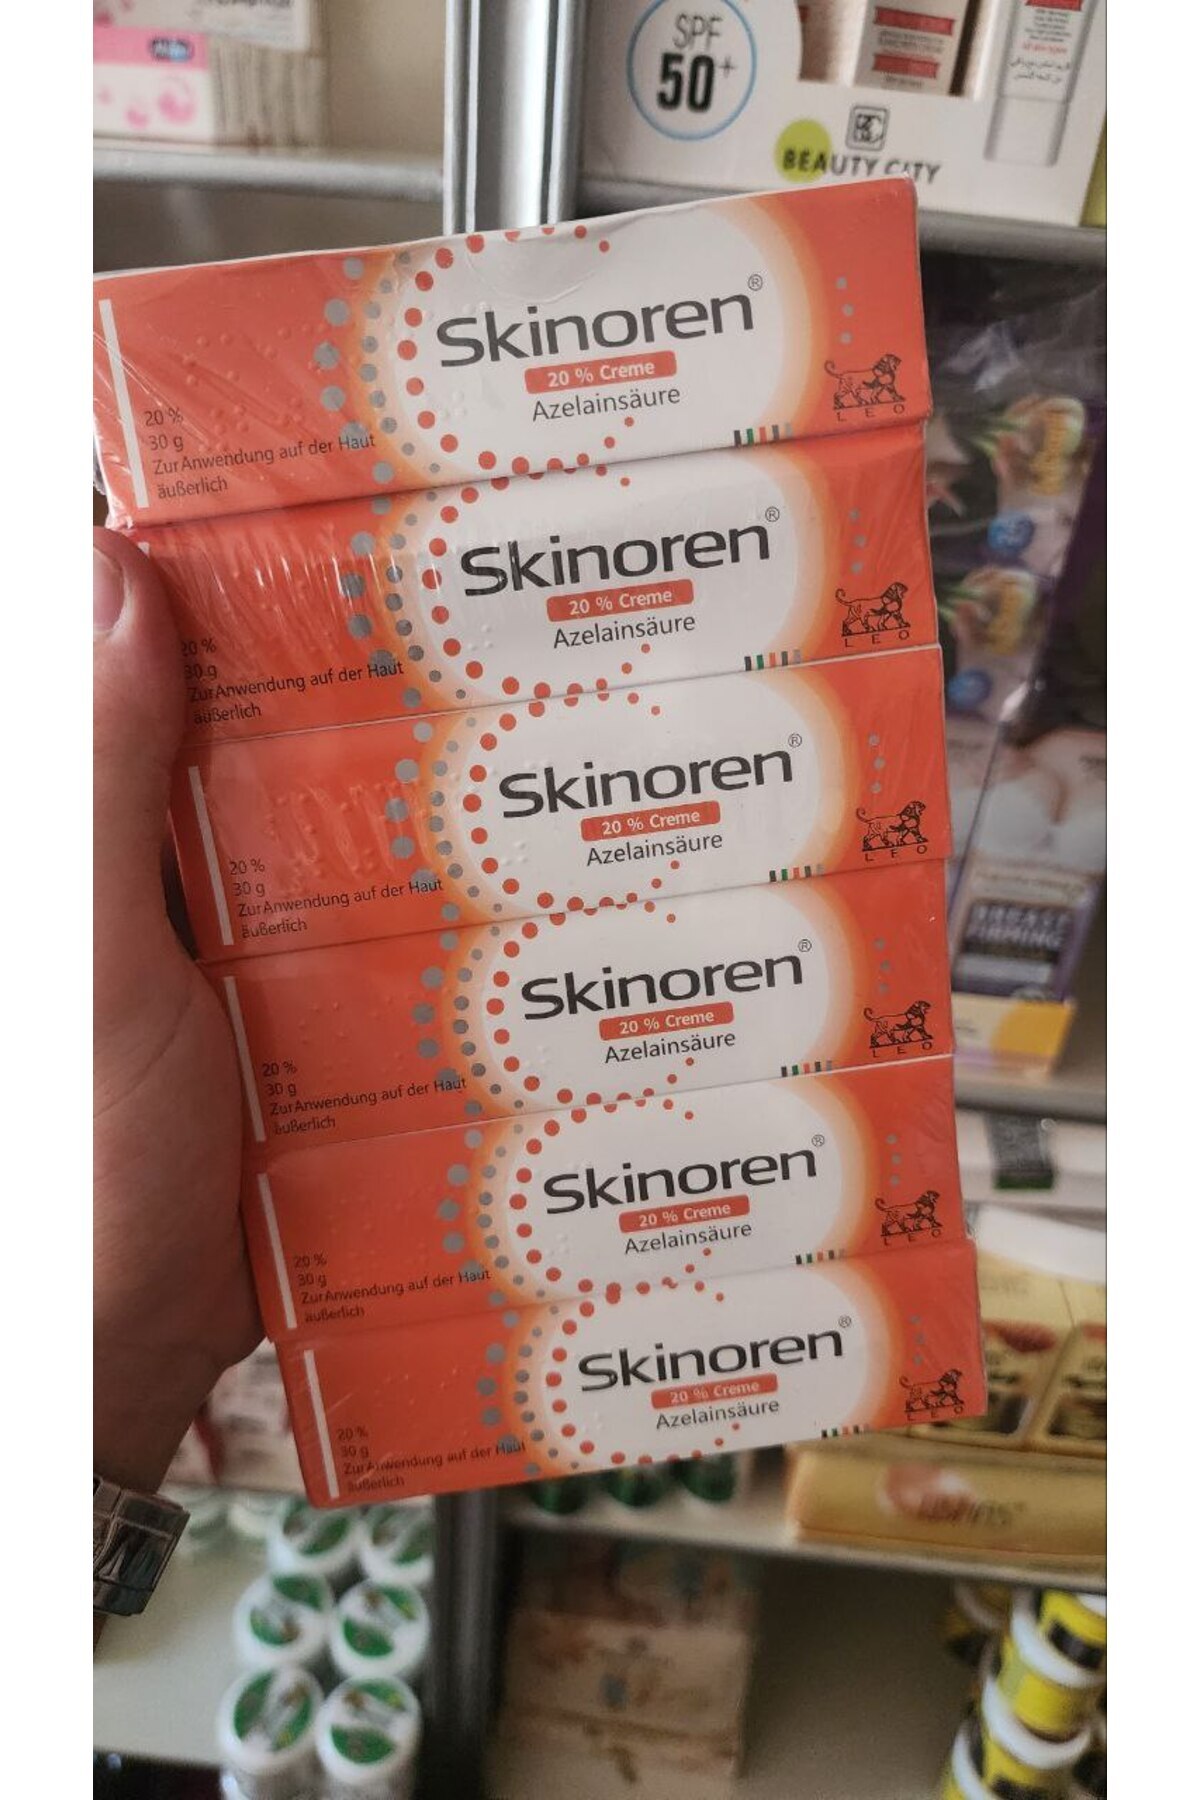 SPF
50+
BEAUTY CITY
Skinoren®
20 % Creme
Azelainsäure
20 %
30 g
Zur Anwendung auf der Haut
äußerlich
LEO
Skinoren®
20 % Creme
Azelainsäure
20 %
30 g
Zur Anwendung auf der Haut
äußerlich
LEO
Skinoren®
20 % Creme
Azelainsäure
20 %
30 g
Zur Anwendung auf der Haut
äußerlich
LEO
Skinoren®
20 % Creme
Azelainsäure
20 %
30 g
Zur Anwendung auf der Haut
äußerlich
LEO
BREAST
FIRMING
Skinoren®
20 % Creme
Azelainsäure
20 %
30 g
Zur Anwendung auf der Haut
äußerlich
LEO
Skinoren®
20 % Creme
Azelainsäure
20 %
30 g
Zur Anwendung auf der Haut
äußerlich
LEO